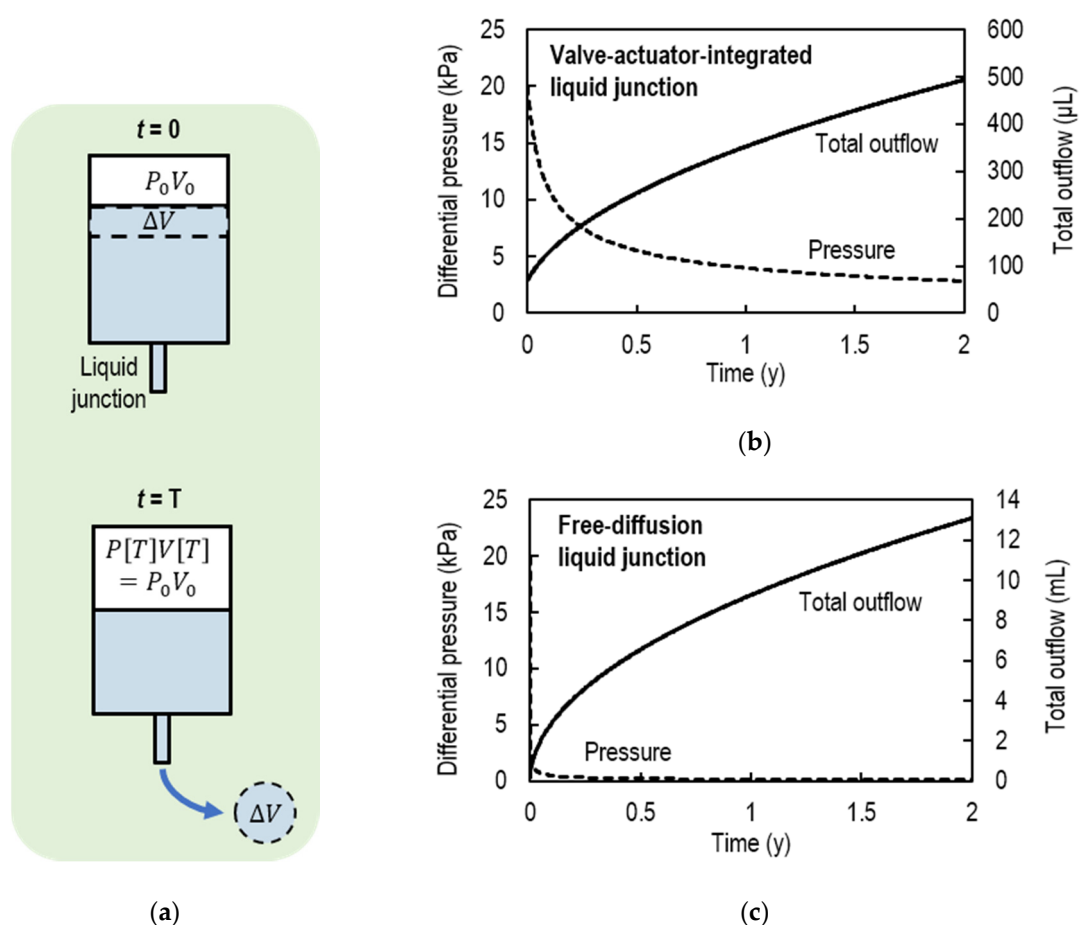 t = 0
P₀V₀
ΔV
Liquid
junction
t = T
P[T]V[T]
= P₀V₀
ΔV
(a)
Valve-actuator-integrated
liquid junction
Total outflow
Pressure
Differential pressure (kPa)
25
20
15
10
5
0
Total outflow (µL)
600
500
400
300
200
100
0
0 0.5 1 1.5 2
Time (y)
(b)
Free-diffusion
liquid junction
Total outflow
Pressure
Differential pressure (kPa)
25
20
15
10
5
0
Total outflow (mL)
14
12
10
8
6
4
2
0
0 0.5 1 1.5 2
Time (y)
(c)